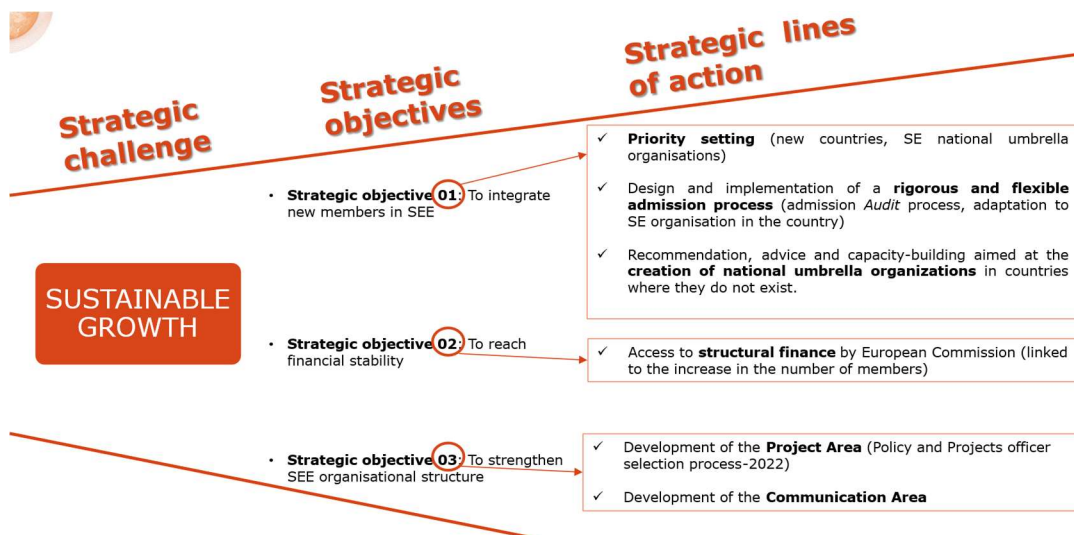 Strategic
challenge
Strategic
objectives
Strategic lines
of action
SUSTAINABLE
GROWTH
• Strategic objective 01: To integrate
new members in SEE
✓ Priority setting (new countries, SE national umbrella
organisations)
✓ Design and implementation of a rigorous and flexible
admission process (admission Audit process, adaptation to
SE organisation in the country)
✓ Recommendation, advice and capacity-building aimed at the
creation of national umbrella organizations in countries
where they do not exist.
• Strategic objective 02: To reach
financial stability
✓ Access to structural finance by European Commission (linked
to the increase in the number of members)
• Strategic objective 03: To strengthen
SEE organisational structure
✓ Development of the Project Area (Policy and Projects officer
selection process-2022)
✓ Development of the Communication Area